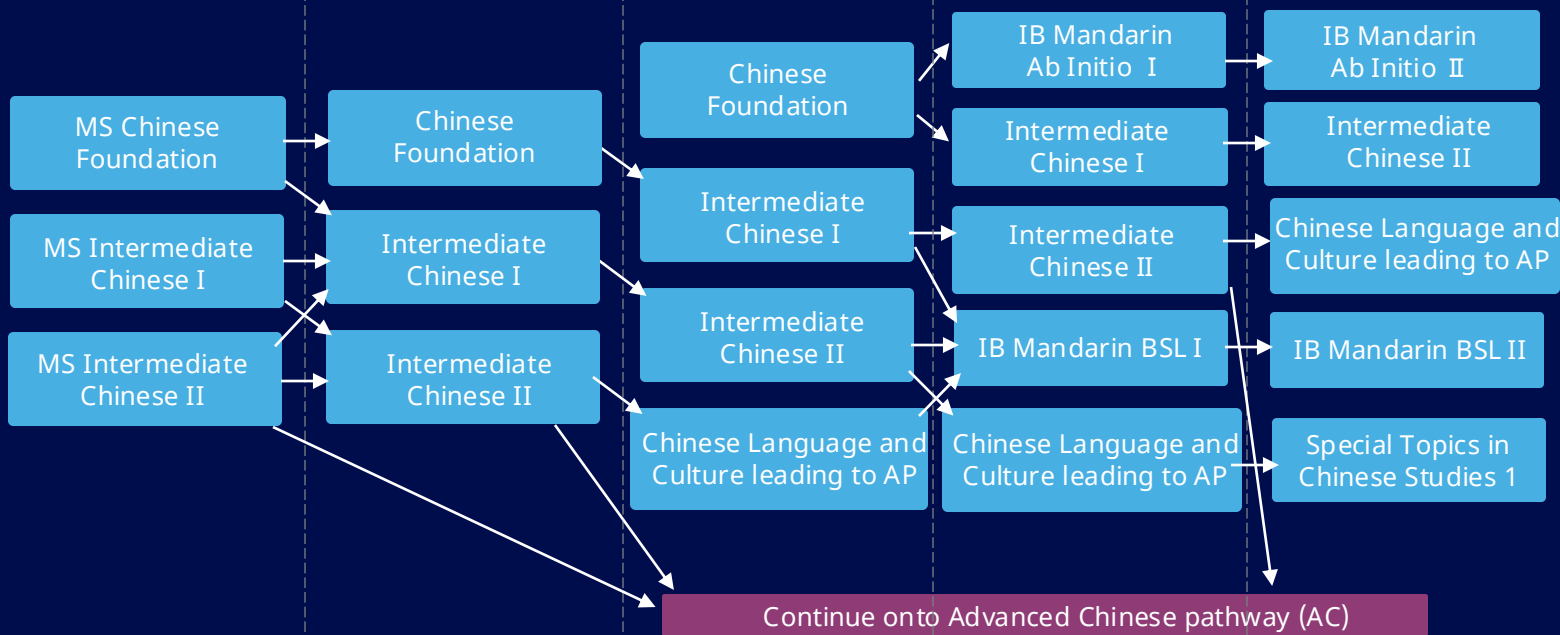 MS Chinese
Foundation
MS Intermediate
Chinese I
MS Intermediate
Chinese II
Chinese
Foundation
Intermediate
Chinese I
Intermediate
Chinese II
Chinese
Foundation
Intermediate
Chinese I
Intermediate
Chinese II
Chinese Language and
Culture leading to AP
IB Mandarin
Ab Initio I
Intermediate
Chinese I
Intermediate
Chinese II
IB Mandarin BSL I
Chinese Language and
Culture leading to AP
IB Mandarin
Ab Initio Ⅱ
Intermediate
Chinese II
Chinese Language and
Culture leading to AP
IB Mandarin BSL II
Special Topics in
Chinese Studies 1
Continue onto Advanced Chinese pathway (AC)